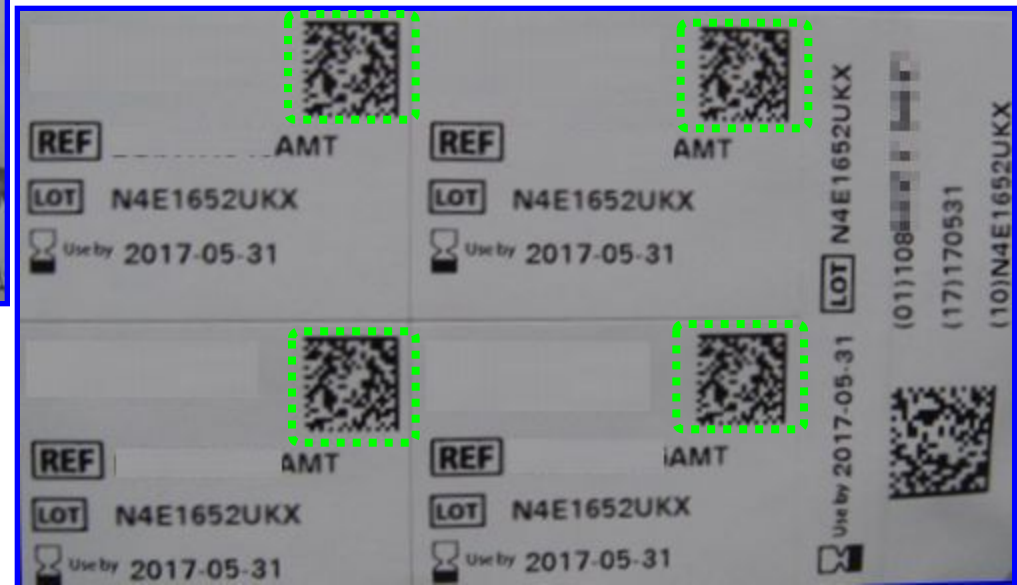 REF AMT
LOT N4E1652UKX
Use by 2017-05-31
REF AMT
LOT N4E1652UKX
Use by 2017-05-31
REF AMT
LOT N4E1652UKX
Use by 2017-05-31
REF AMT
LOT N4E1652UKX
Use by 2017-05-31
Use by 2017-05-31 LOT N4E1652UKX
(01)108
(17)170531
(10)N4E1652UKX